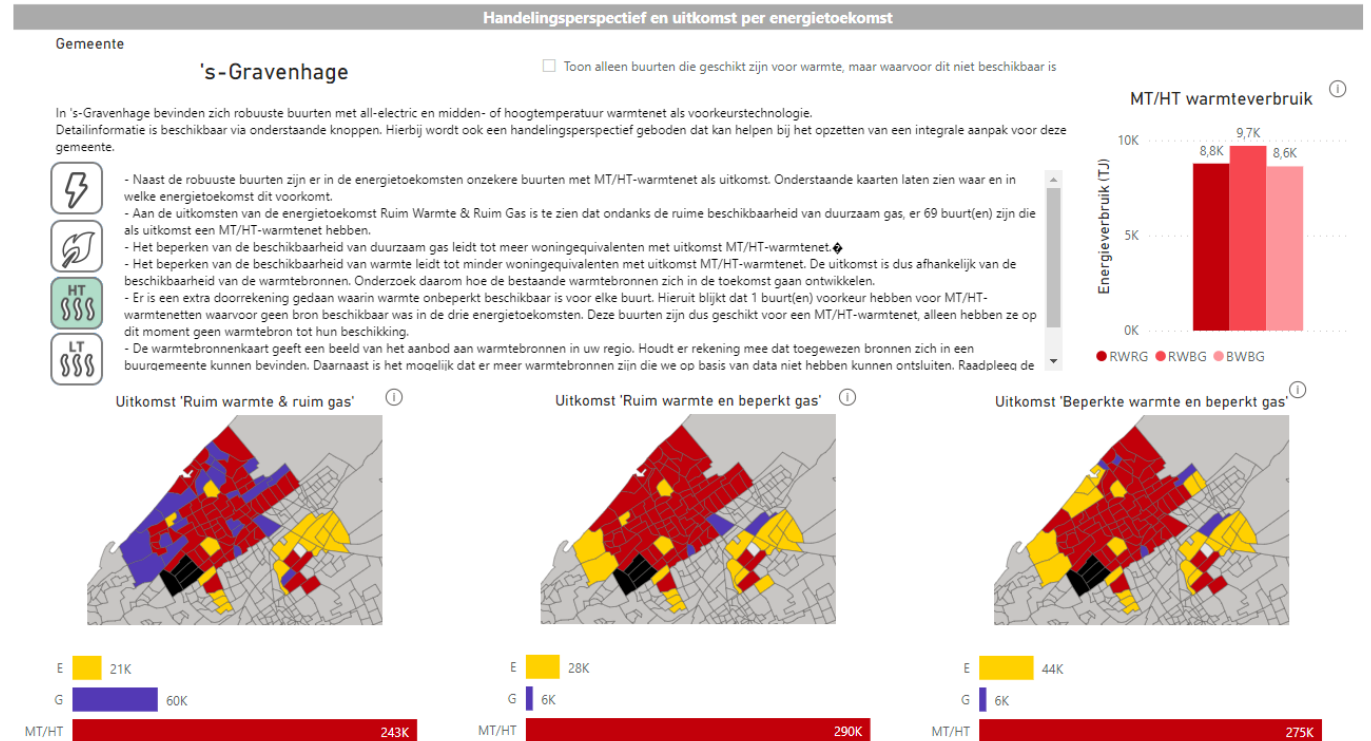 Handelingsperspectief en uitkomst per energietoekomst
Gemeente
's-Gravenhage
Toon alleen buurten die geschikt zijn voor warmte, maar waarvoor dit niet beschikbaar is
In 's-Gravenhage bevinden zich robuuste buurten met all-electric en midden- of hoogtemperatuur warmtenet als voorkeurstechnologie.
Detailinformatie is beschikbaar via onderstaande knoppen. Hierbij wordt ook een handelingsperspectief geboden dat kan helpen bij het opzetten van een integrale aanpak voor deze
gemeente.
HT
LT
- Naast de robuuste buurten zijn er in de energietoekomsten onzekere buurten met MT/HT-warmtenet als uitkomst. Onderstaande kaarten laten zien waar en in
welke energietoekomst dit voorkomt.
- Aan de uitkomsten van de energietoekomst Ruim Warmte & Ruim Gas is te zien dat ondanks de ruime beschikbaarheid van duurzaam gas, er 69 buurt(en) zijn die
als uitkomst een MT/HT-warmtenet hebben.
- Het beperken van de beschikbaarheid van duurzaam gas leidt tot meer woningequivalenten met uitkomst MT/HT-warmtenet.�
- Het beperken van de beschikbaarheid van warmte leidt tot minder woningequivalenten met uitkomst MT/HT-warmtenet. De uitkomst is dus afhankelijk van de
beschikbaarheid van de warmtebronnen. Onderzoek daarom hoe de bestaande warmtebronnen zich in de toekomst gaan ontwikkelen.
- Er is een extra doorrekening gedaan waarin warmte onbeperkt beschikbaar is voor elke buurt. Hieruit blijkt dat 1 buurt(en) voorkeur hebben voor MT/HT-
warmtenetten waarvoor geen bron beschikbaar was in de drie energietoekomsten. Deze buurten zijn dus geschikt voor een MT/HT-warmtenet, alleen hebben ze op
dit moment geen warmtebron tot hun beschikking.
- De warmtebronnenkaart geeft een beeld van het aanbod aan warmtebronnen in uw regio. Houdt er rekening mee dat toegewezen bronnen zich in een
buurgemeente kunnen bevinden. Daarnaast is het mogelijk dat er meer warmtebronnen zijn die we op basis van data niet hebben kunnen ontsluiten. Raadpleeg de
MT/HT warmteverbruik
Energieverbruik (TJ)
10K
5K
0K
8,8K
9,7K
8,6K
RWRG RWBG BWBG
Uitkomst 'Ruim warmte & ruim gas'
E 21K
G 60K
MT/HT 243K
Uitkomst 'Ruim warmte en beperkt gas'
E 28K
G 6K
MT/HT 290K
Uitkomst 'Beperkte warmte en beperkt gas'
E 44K
G 6K
MT/HT 275K